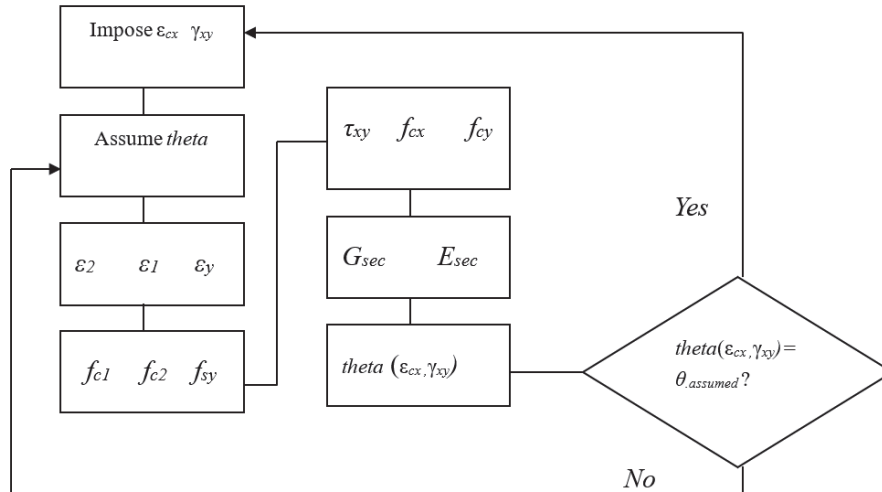 Impose εcx γxy
Assume theta
ε2 ε1 εy
fc1 fc2 fsy
τxy fcx fcy
Gsec Esec
theta (εcx,γxy)
theta(εcx,γxy)=
θ.assumed?
Yes
No